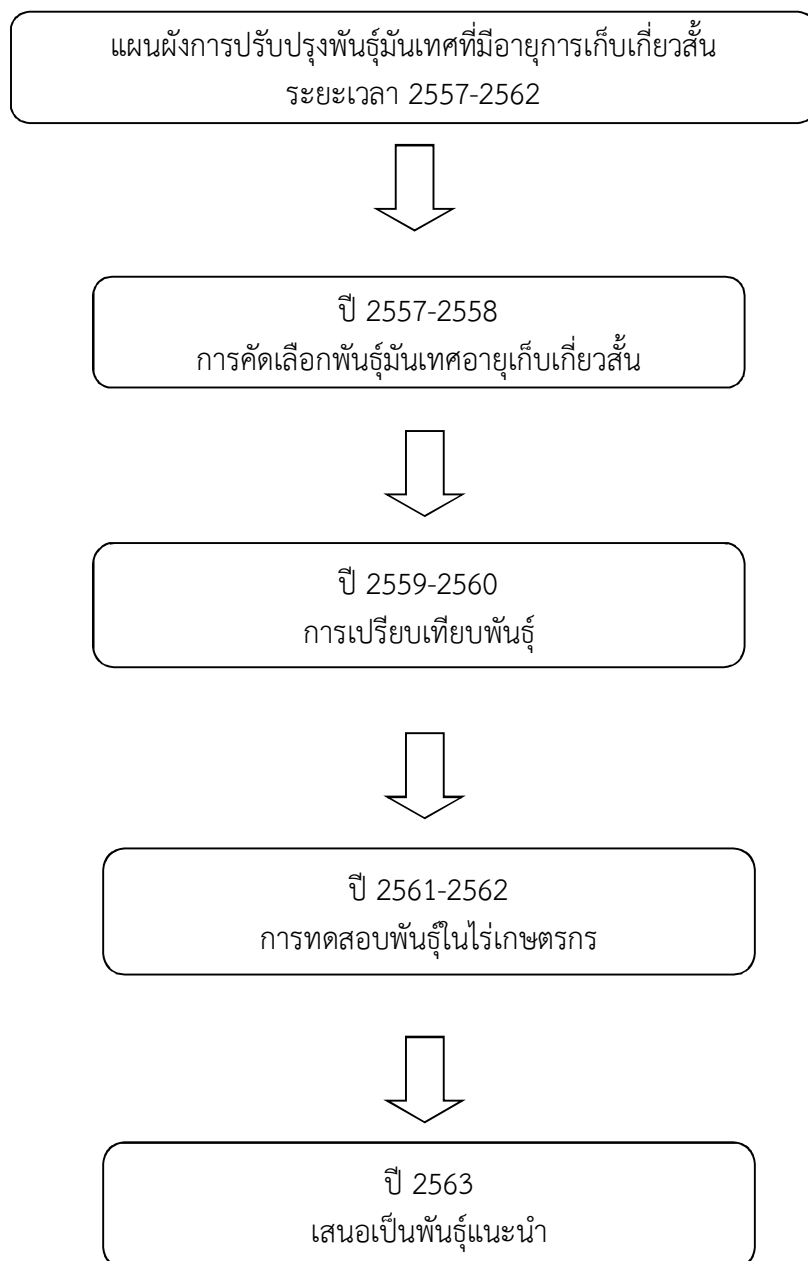 แผนผังการปรับปรุงพันธุ์มันเทศที่มีอายุการเก็บเกี่ยวสั้น
ระยะเวลา 2557-2562
ปี 2557-2558
การคัดเลือกพันธุ์มันเทศอายุเก็บเกี่ยวสั้น
ปี 2559-2560
การเปรียบเทียบพันธุ์
ปี 2561-2562
การทดสอบพันธุ์ในไร่เกษตรกร
ปี 2563
เสนอเป็นพันธุ์แนะนำ